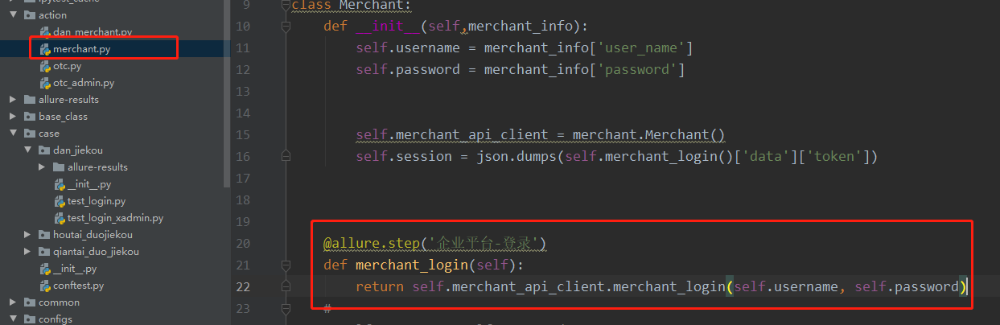 ipytest_cache
action
dan_merchant.py
merchant.py
otc.py
otc_admin.py
allure-results
base_class
case
dan_jiekou
allure-results
__init__.py
test_login.py
test_login_xadmin.py
houtai_duojiekou
qiantai_duo_jiekou
__init__.py
conftest.py
common
configs
9 class Merchant:
10 def __init__(self,merchant_info):
11 self.username = merchant_info['user_name']
12 self.password = merchant_info['password']
13
14
15 self.merchant_api_client = merchant.Merchant()
16 self.session = json.dumps(self.merchant_login()['data']['token'])
17
18
19
20 @allure.step('企业平台-登录')
21 def merchant_login(self):
22 return self.merchant_api_client.merchant_login(self.username, self.password)
23 #